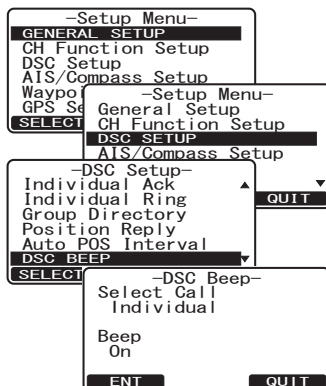 –Setup Menu–
GENERAL SETUP
CH Function Setup
DSC Setup
AIS/Compass Setup
GPS
SELECT
–Setup Menu–
General Setup
CH Function Setup
DSC SETUP
AIS/Compass Setup
QUIT
–DSC Setup–
Individual Ack
Individual Ring
Group Directory
Position Reply
Auto POS Interval
DSC BEEP
SELECT
–DSC Beep–
Select Call
Individual
Beep
On
ENT QUIT